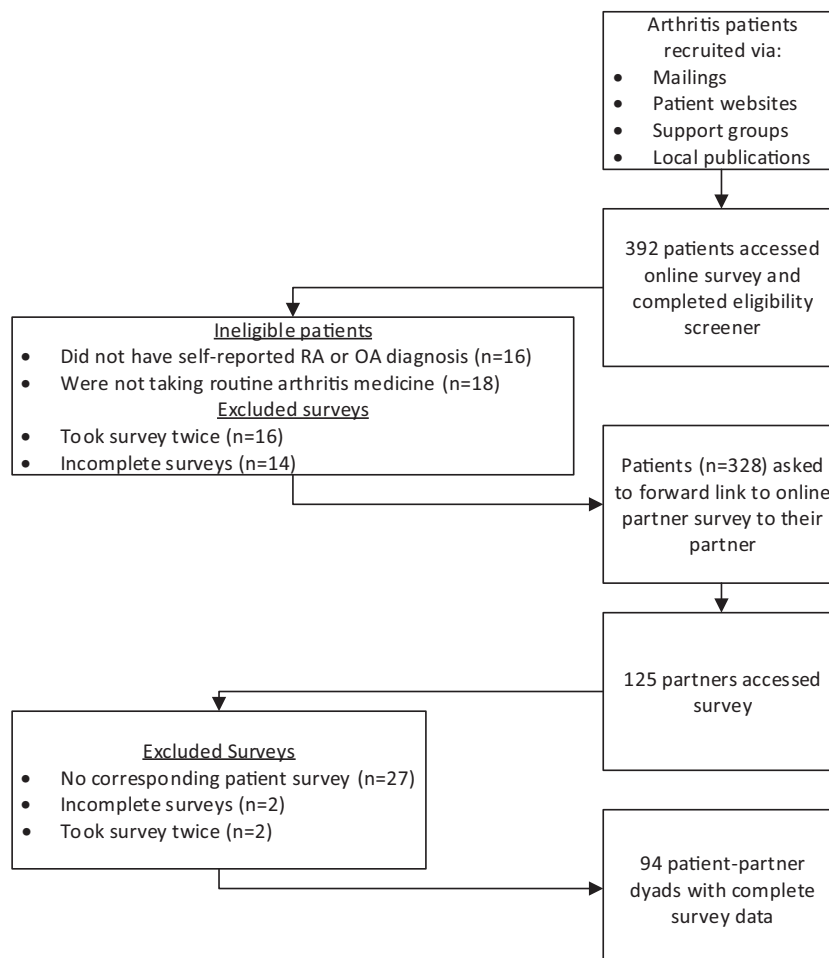 Arthritis patients
recruited via:
• Mailings
• Patient websites
• Support groups
• Local publications
392 patients accessed
online survey and
completed eligibility
screener
Ineligible patients
• Did not have self-reported RA or OA diagnosis (n=16)
• Were not taking routine arthritis medicine (n=18)
Excluded surveys
• Took survey twice (n=16)
• Incomplete surveys (n=14)
Patients (n=328) asked
to forward link to online
partner survey to their
partner
125 partners accessed
survey
Excluded Surveys
• No corresponding patient survey (n=27)
• Incomplete surveys (n=2)
• Took survey twice (n=2)
94 patient-partner
dyads with complete
survey data